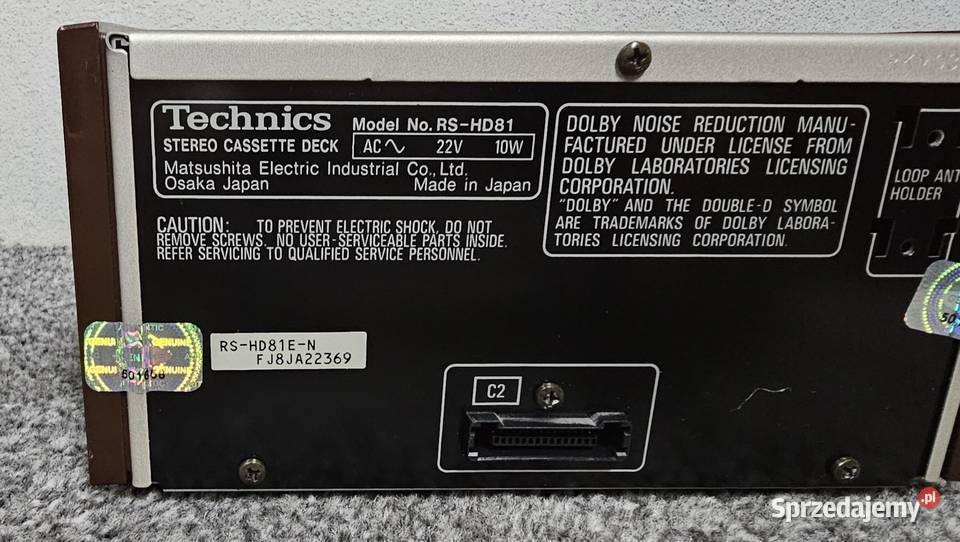 Technics
Model No. RS-HD81
STEREO CASSETTE DECK
AC 22V 10W
Matsushita Electric Industrial Co., Ltd.
Osaka Japan Made in Japan
CAUTION: TO PREVENT ELECTRIC SHOCK, DO NOT
REMOVE SCREWS. NO USER-SERVICEABLE PARTS INSIDE.
REFER SERVICING TO QUALIFIED SERVICE PERSONNEL.
DOLBY NOISE REDUCTION MANU-
FACTURED UNDER LICENSE FROM
DOLBY LABORATORIES LICENSING
CORPORATION.
"DOLBY" AND THE DOUBLE-D SYMBOL
ARE TRADEMARKS OF DOLBY LABORA-
TORIES LICENSING CORPORATION.
LOOP ANT
HOLDER
GENUINE
RS-HD81E-N
FJ8JA22369
C2
50
Sprzedajemy.pl